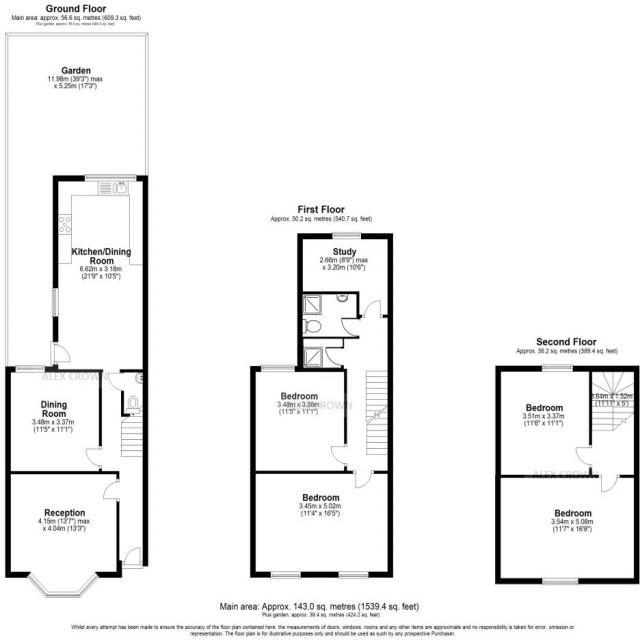 Ground Floor
Main area: approx. 56.6 sq. metres (609.3 sq. feet)
Plus garden, approx. 39.4 sq. metres (424.2 sq. feet)
Garden
11.98m (39'3") max
x 5.25m (17'3")
Kitchen/Dining
Room
6.62m x 3.18m
(21'9" x 10'5")
ALEX CROWN
Dining
Room
3.48m x 3.37m
(11'5" x 11'1")
Reception
4.15m (13'7") max
x 4.04m (13'3")
First Floor
Approx. 50.2 sq. metres (540.7 sq. feet)
Study
2.66m (8'9") max
x 3.20m (10'6")
Bedroom
3.48m x 3.38m
(11'5" x 11'1")
ALEX CROWN
Bedroom
3.45m x 5.02m
(11'4" x 16'5")
Second Floor
Approx. 36.2 sq. metres (389.4 sq. feet)
Bedroom
3.51m x 3.37m
(11'6" x 11'1")
3.64m x 1.52m
(11'11" x 5')
ALEX CROWN
Bedroom
3.54m x 5.08m
(11'7" x 16'8")
Main area: Approx. 143.0 sq. metres (1539.4 sq. feet)
Plus garden, approx. 39.4 sq. metres (424.2 sq. feet)
Whilst every attempt has been made to ensure the accuracy of the floor plan contained here, the measurements of doors, windows, rooms and any other items are approximate and no responsibility is taken for error, omission or
representation. The floor plan is for illustrative purposes only and should be used as such by any prospective Purchaser.